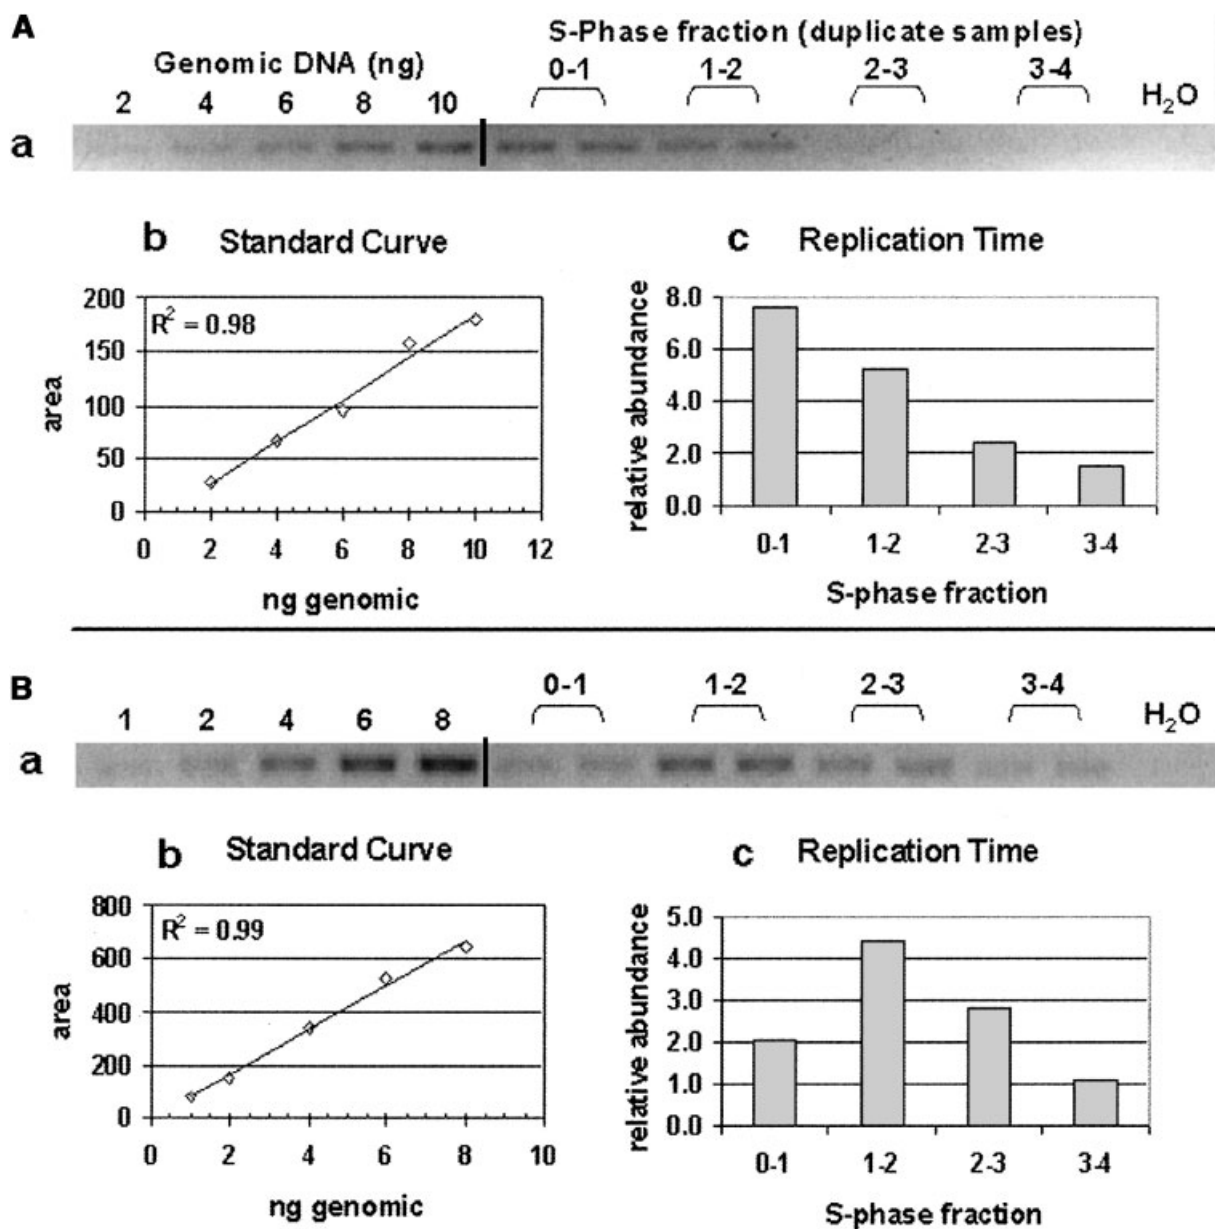 A
S-Phase fraction (duplicate samples)
Genomic DNA (ng)
0-1 1-2 2-3 3-4
2 4 6 8 10 H₂O
a
b Standard Curve
R² = 0.98
200
150
100
50
0
area
0 2 4 6 8 10 12
ng genomic
c Replication Time
8.0
6.0
4.0
2.0
0.0
relative abundance
0-1 1-2 2-3 3-4
S-phase fraction
B
0-1 1-2 2-3 3-4
1 2 4 6 8 H₂O
a
b Standard Curve
R² = 0.99
800
600
400
200
0
area
0 2 4 6 8 10
ng genomic
c Replication Time
5.0
4.0
3.0
2.0
1.0
0.0
relative abundance
0-1 1-2 2-3 3-4
S-phase fraction